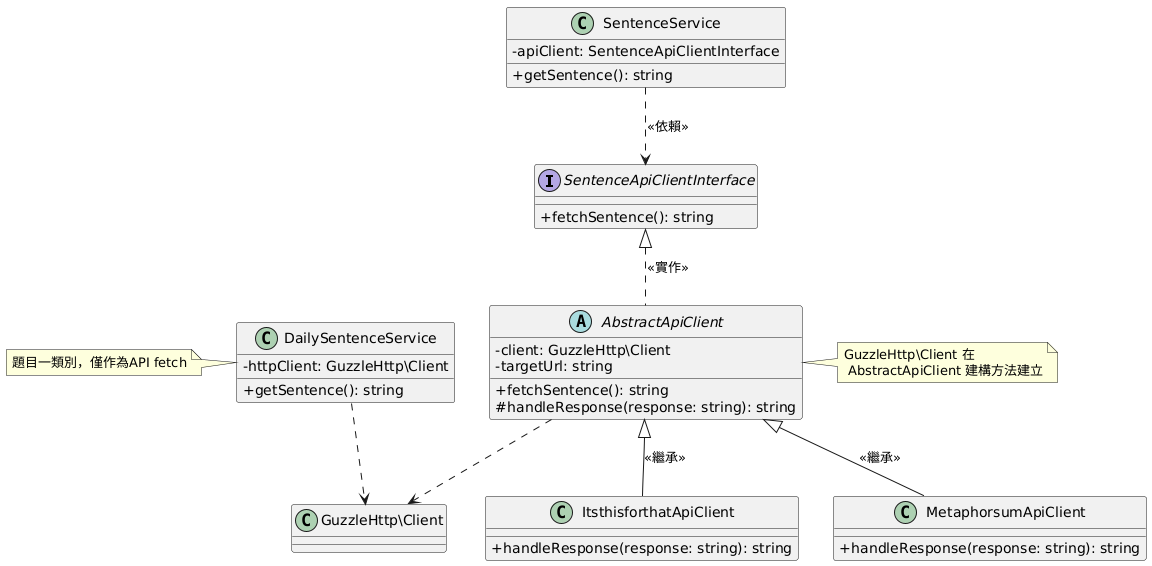 C SentenceService
-apiClient: SentenceApiClientInterface
+getSentence(): string
«依賴»
I SentenceApiClientInterface
+fetchSentence(): string
«實作»
題目一類別，僅作為API fetch
C DailySentenceService
-httpClient: GuzzleHttp\Client
+getSentence(): string
A AbstractApiClient
-client: GuzzleHttp\Client
-targetUrl: string
+fetchSentence(): string
#handleResponse(response: string): string
GuzzleHttp\Client 在
AbstractApiClient 建構方法建立
«繼承»
«繼承»
C GuzzleHttp\Client
C ItsthisforthatApiClient
+handleResponse(response: string): string
C MetaphorsumApiClient
+handleResponse(response: string): string